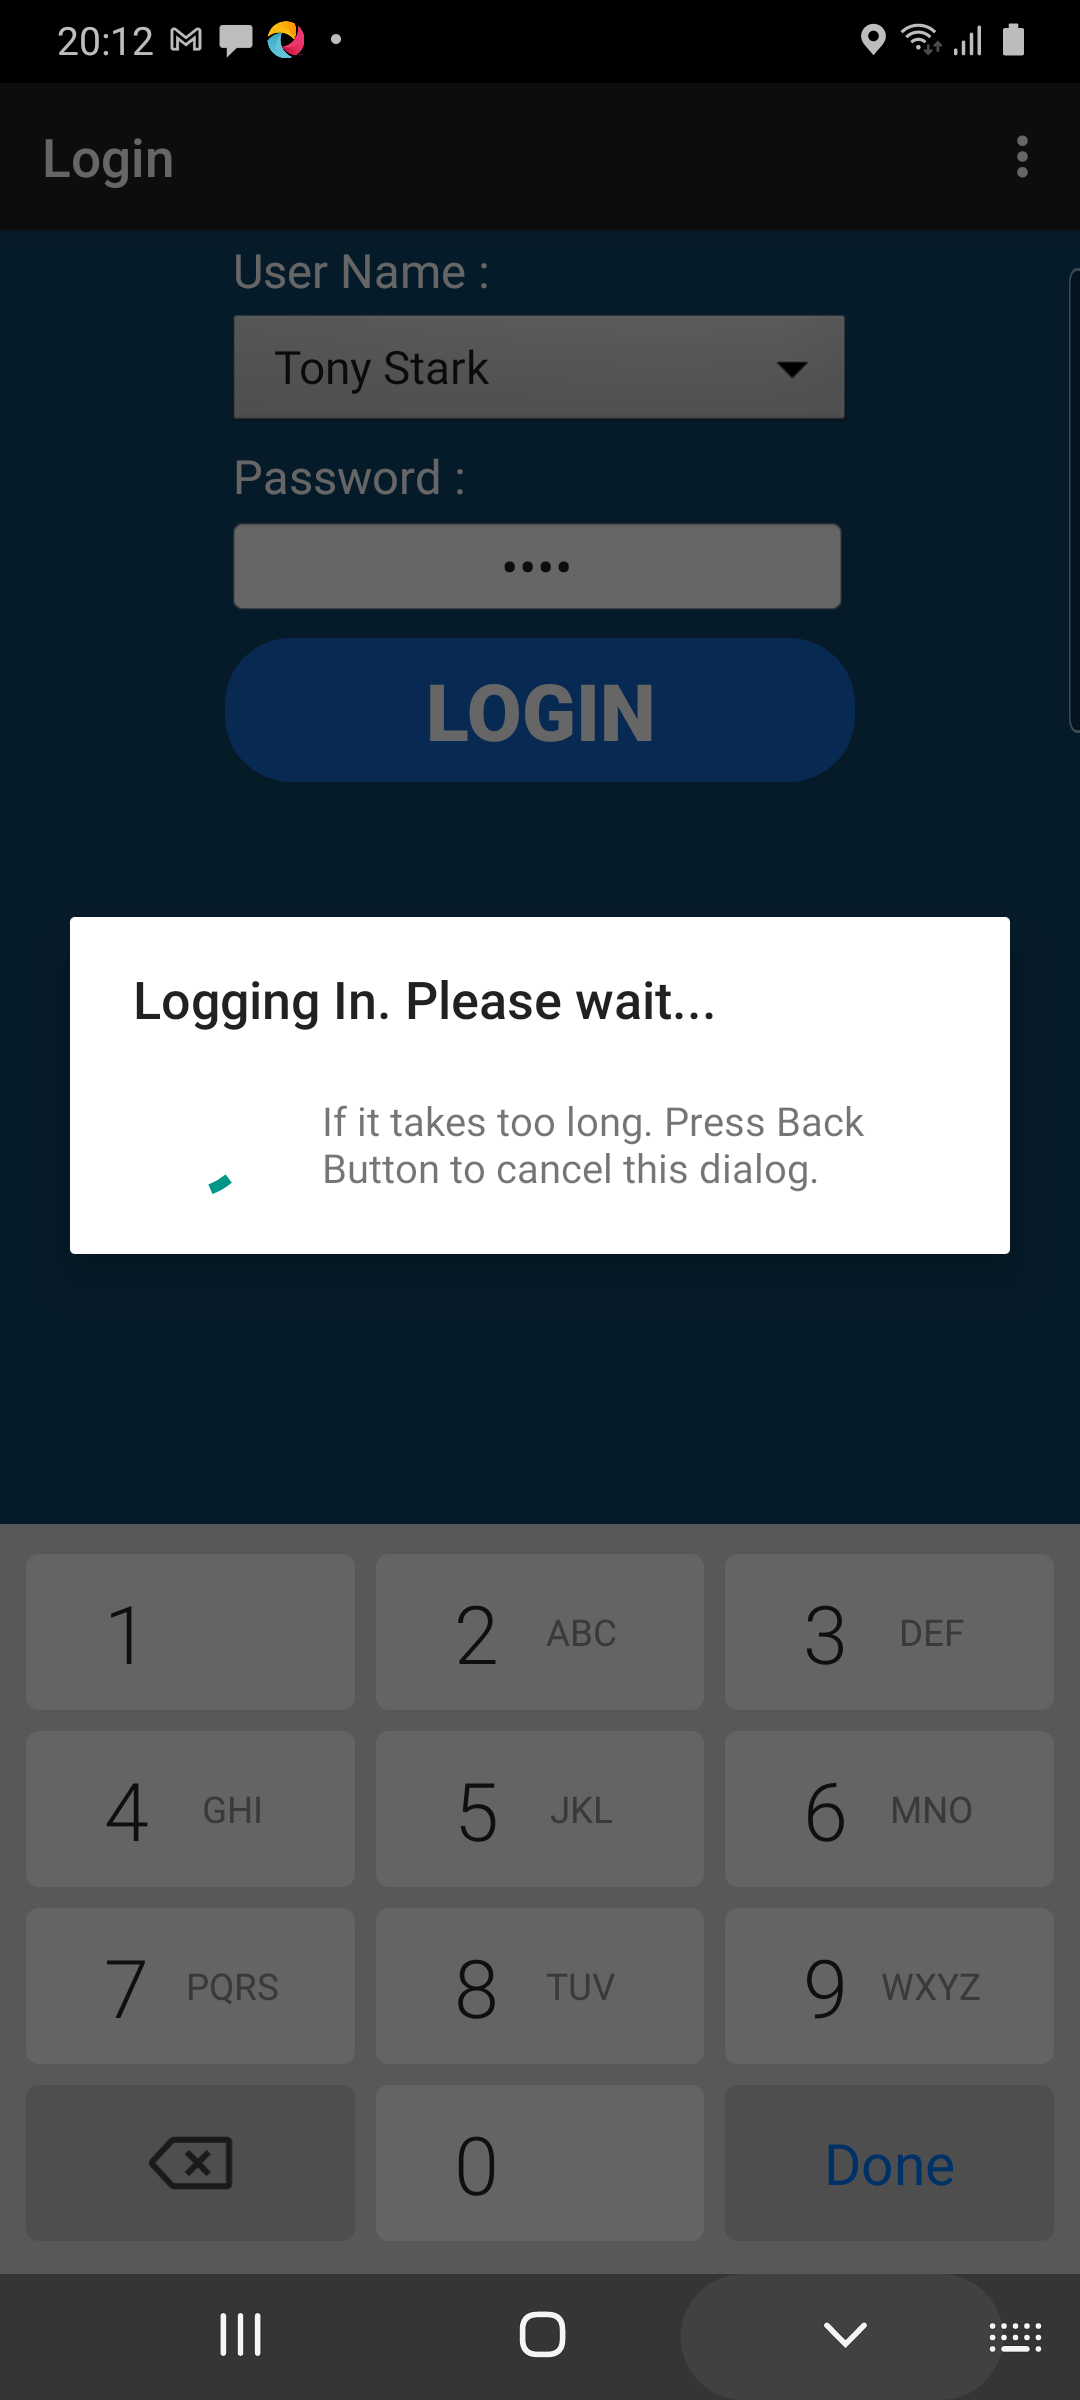 20:12
Login
User Name :
Tony Stark
Password :
••••
LOGIN
Logging In. Please wait...
If it takes too long. Press Back
Button to cancel this dialog.
1
2 ABC
3 DEF
4 GHI
5 JKL
6 MNO
7 PQRS
8 TUV
9 WXYZ
0
Done